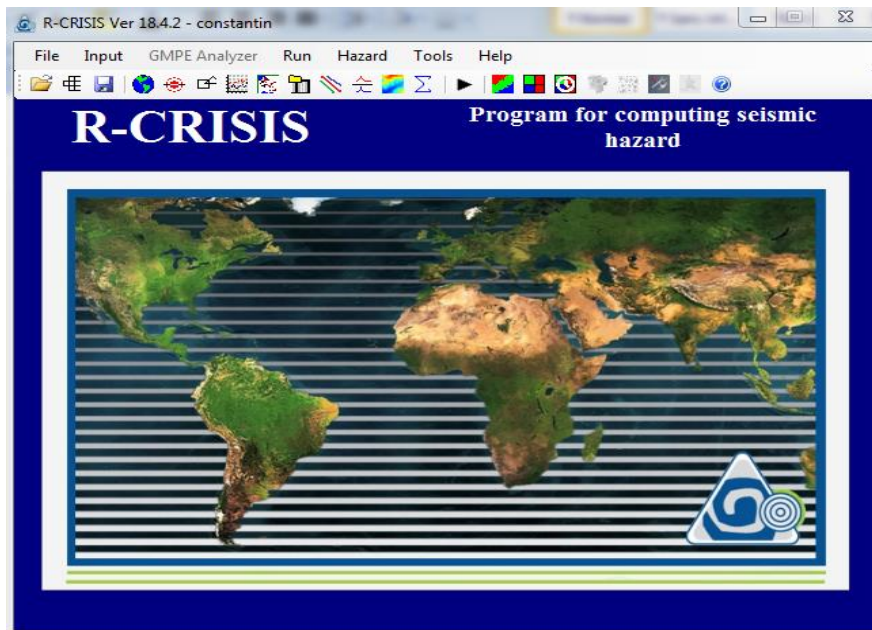 R-CRISIS Ver 18.4.2 - constantin
File Input GMPE Analyzer Run Hazard Tools Help
R-CRISIS
Program for computing seismic
hazard